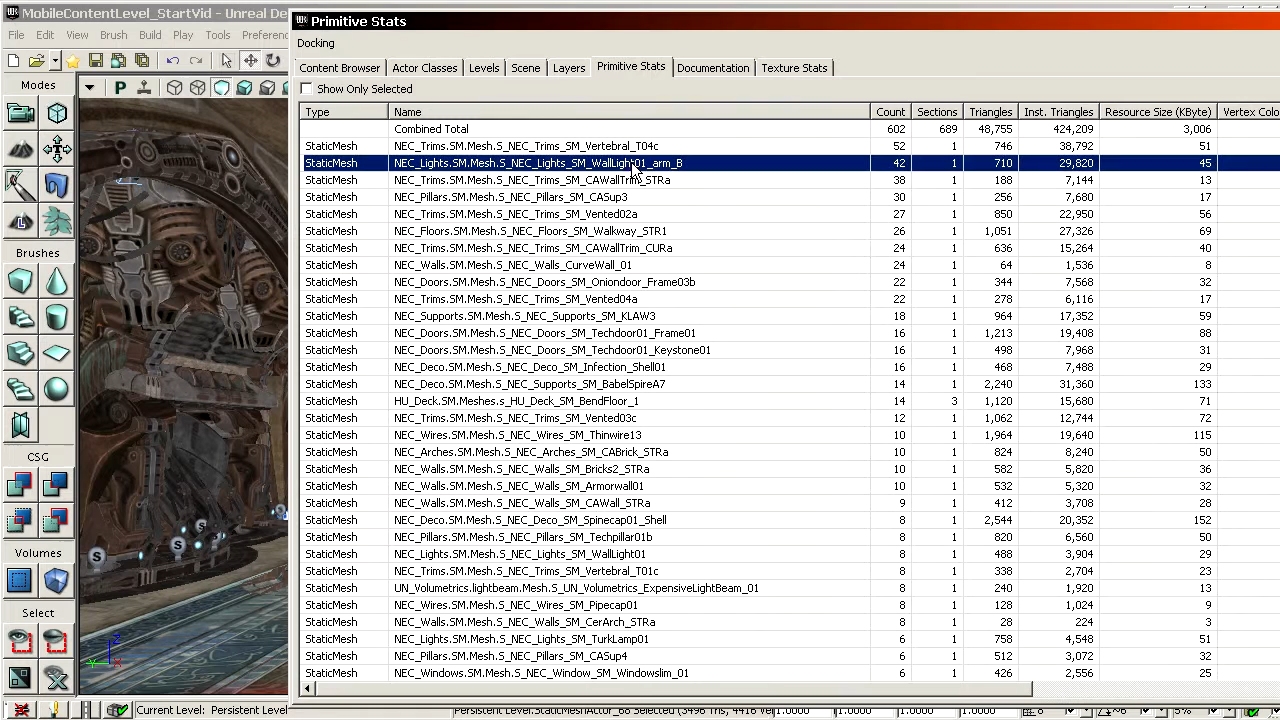 MobileContentLevel_StartVid - Unreal De
Primitive Stats
File Edit View Brush Build Play Tools Preferenc
Docking
Content Browser Actor Classes Levels Scene Layers Primitive Stats Documentation Texture Stats
Modes
Show Only Selected
Type Name Count Sections Triangles Inst. Triangles Resource Size (KByte) Vertex Colo
Combined Total 602 689 48,755 424,209 3,006
StaticMesh NEC_Trims.SM.Mesh.S_NEC_Trims_SM_Vertebral_T04c 52 1 746 38,792 51
StaticMesh NEC_Lights.SM.Mesh.S_NEC_Lights_SM_WallLight01_arm_B 42 1 710 29,820 45
StaticMesh NEC_Trims.SM.Mesh.S_NEC_Trims_SM_CAWallTrim_STRa 38 1 188 7,144 13
StaticMesh NEC_Pillars.SM.Mesh.S_NEC_Pillars_SM_CASup3 30 1 256 7,680 17
StaticMesh NEC_Trims.SM.Mesh.S_NEC_Trims_SM_Vented02a 27 1 850 22,950 56
StaticMesh NEC_Floors.SM.Mesh.S_NEC_Floors_SM_Walkway_STR1 26 1 1,051 27,326 69
StaticMesh NEC_Trims.SM.Mesh.S_NEC_Trims_SM_CAWallTrim_CURa 24 1 636 15,264 40
Brushes
StaticMesh NEC_Walls.SM.Mesh.S_NEC_Walls_CurveWall_01 24 1 64 1,536 8
StaticMesh NEC_Doors.SM.Mesh.S_NEC_Doors_SM_Oniondoor_Frame03b 22 1 344 7,568 32
StaticMesh NEC_Trims.SM.Mesh.S_NEC_Trims_SM_Vented04a 22 1 278 6,116 17
StaticMesh NEC_Supports.SM.Mesh.S_NEC_Supports_SM_KLAW3 18 1 964 17,352 59
StaticMesh NEC_Doors.SM.Mesh.S_NEC_Doors_SM_Techdoor01_Frame01 16 1 1,213 19,408 88
StaticMesh NEC_Doors.SM.Mesh.S_NEC_Doors_SM_Techdoor01_Keystone01 16 1 498 7,968 31
StaticMesh NEC_Deco.SM.Mesh.S_NEC_Deco_SM_Infection_Shell01 16 1 468 7,488 29
StaticMesh NEC_Deco.SM.Mesh.S_NEC_Supports_SM_BabelSpireA7 14 1 2,240 31,360 133
StaticMesh HU_Deck.SM.Meshes.s_HU_Deck_SM_BendFloor_1 14 3 1,120 15,680 71
StaticMesh NEC_Trims.SM.Mesh.S_NEC_Trims_SM_Vented03c 12 1 1,062 12,744 72
StaticMesh NEC_Wires.SM.Mesh.S_NEC_Wires_SM_Thinwire13 10 1 1,964 19,640 115
StaticMesh NEC_Arches.SM.Mesh.S_NEC_Arches_SM_CABrick_STRa 10 1 824 8,240 50
CSG
StaticMesh NEC_Walls.SM.Mesh.S_NEC_Walls_SM_Bricks2_STRa 10 1 582 5,820 36
StaticMesh NEC_Walls.SM.Mesh.S_NEC_Walls_SM_Armorwall01 10 1 532 5,320 32
StaticMesh NEC_Walls.SM.Mesh.S_NEC_Walls_SM_CAWall_STRa 9 1 412 3,708 28
StaticMesh NEC_Deco.SM.Mesh.S_NEC_Deco_SM_Spinecap01_Shell 8 1 2,544 20,352 152
StaticMesh NEC_Pillars.SM.Mesh.S_NEC_Pillars_SM_Techpillar01b 8 1 820 6,560 50
Volumes
StaticMesh NEC_Lights.SM.Mesh.S_NEC_Lights_SM_WallLight01 8 1 488 3,904 29
StaticMesh NEC_Trims.SM.Mesh.S_NEC_Trims_SM_Vertebral_T01c 8 1 338 2,704 23
StaticMesh UN_Volumetrics.lightbeam.Mesh.S_UN_Volumetrics_ExpensiveLightBeam_01 8 1 240 1,920 13
StaticMesh NEC_Wires.SM.Mesh.S_NEC_Wires_SM_Pipecap01 8 1 128 1,024 9
Select
StaticMesh NEC_Walls.SM.Mesh.S_NEC_Walls_SM_CerArch_STRa 8 1 28 224 3
StaticMesh NEC_Lights.SM.Mesh.S_NEC_Lights_SM_TurkLamp01 6 1 758 4,548 51
StaticMesh NEC_Pillars.SM.Mesh.S_NEC_Pillars_SM_CASup4 6 1 512 3,072 32
StaticMesh NEC_Windows.SM.Mesh.S_NEC_Window_SM_Windowslim_01 6 1 426 2,556 25
Current Level: Persistent Level